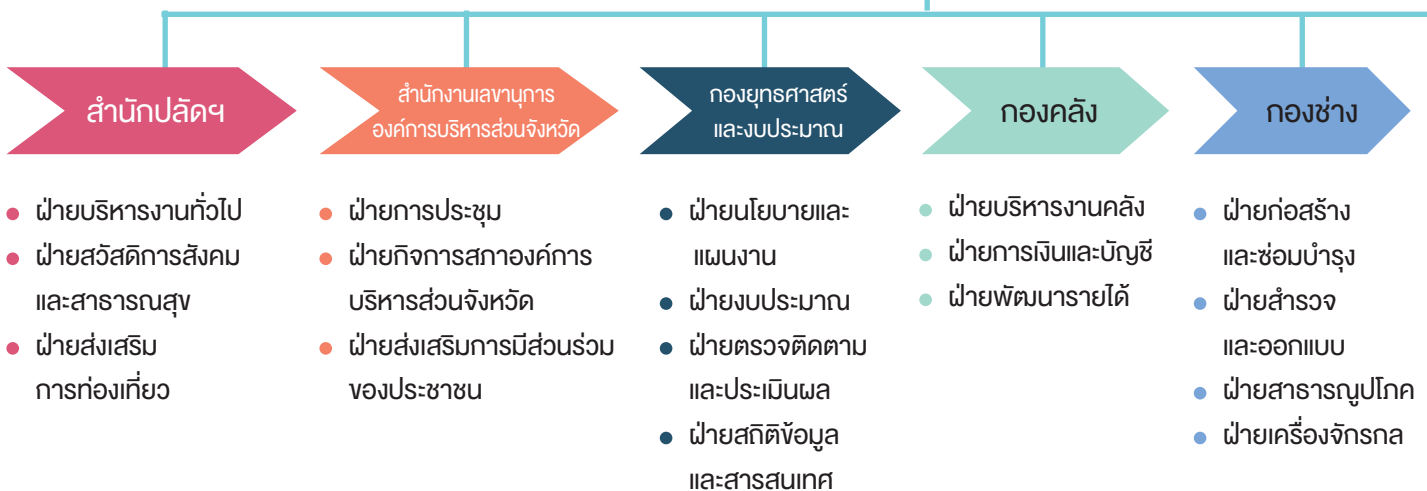 สำนักปลัดฯ
ฝ่ายบริหารงานทั่วไป
ฝ่ายสวัสดิการสังคม
และสาธารณสุข
ฝ่ายส่งเสริม
การท่องเที่ยว
สำนักงานเลขานุการ
องค์การบริหารส่วนจังหวัด
ฝ่ายการประชุม
ฝ่ายกิจการสภาองค์การ
บริหารส่วนจังหวัด
ฝ่ายส่งเสริมการมีส่วนร่วม
ของประชาชน
กองยุทธศาสตร์
และงบประมาณ
ฝ่ายนโยบายและ
แผนงาน
ฝ่ายงบประมาณ
ฝ่ายตรวจติดตาม
และประเมินผล
ฝ่ายสถิติข้อมูล
และสารสนเทศ
กองคลัง
ฝ่ายบริหารงานคลัง
ฝ่ายการเงินและบัญชี
ฝ่ายพัฒนารายได้
กองช่าง
ฝ่ายก่อสร้าง
และซ่อมบำรุง
ฝ่ายสำรวจ
และออกแบบ
ฝ่ายสาธารณูปโภค
ฝ่ายเครื่องจักรกล